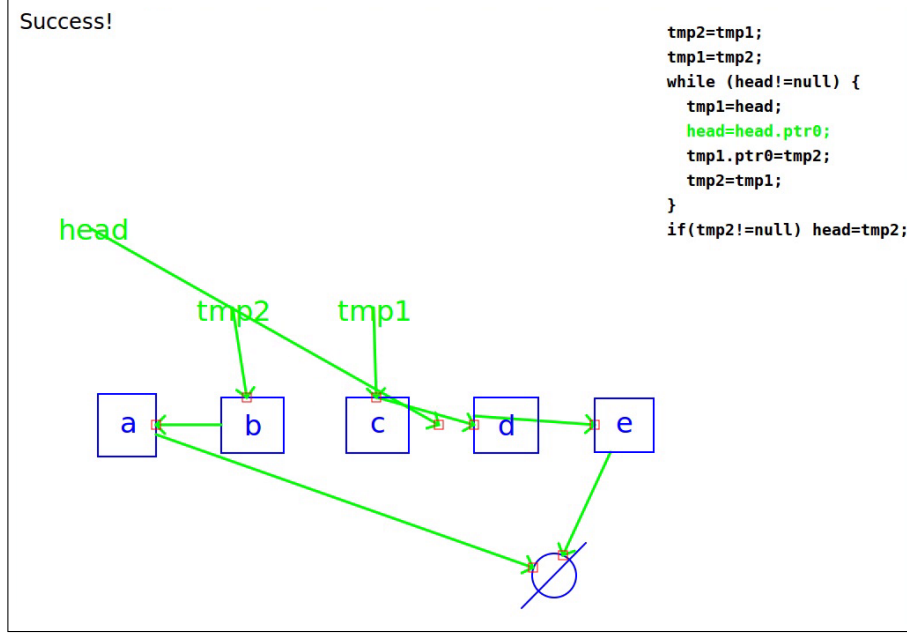 Success!
tmp2=tmp1;
tmp1=tmp2;
while (head!=null) {
tmp1=head;
head=head.ptr0;
tmp1.ptr0=tmp2;
tmp2=tmp1;
}
if(tmp2!=null) head=tmp2;
head
tmp2 tmp1
a b c d e